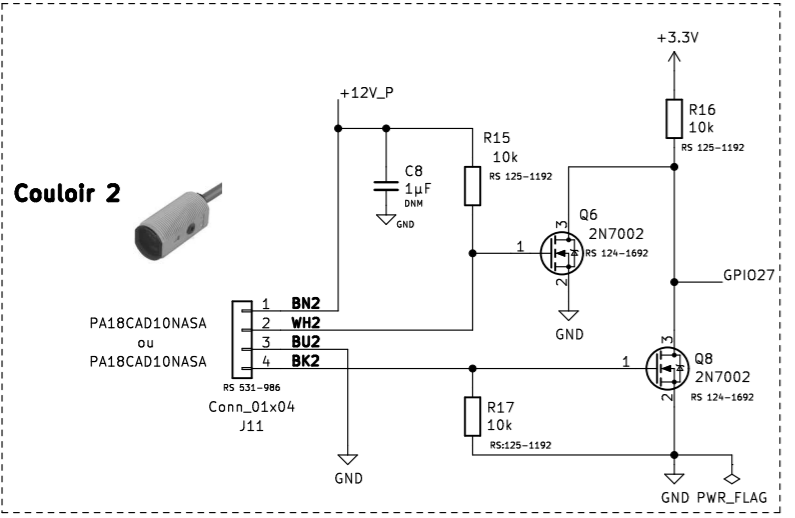 +3.3V
+12V_P
R16
10k
RS 125-1192
R15
10k
RS 125-1192
C8
1µF
DNM
GND
Couloir 2
3
Q6
2N7002
RS 124-1692
1
2
GND
GPIO27
1 BN2
2 WH2
3 BU2
4 BK2
PA18CAD10NASA
ou
PA18CAD10NASA
RS 531-986
Conn_01x04
J11
3
Q8
2N7002
RS 124-1692
1
2
R17
10k
RS:125-1192
GND
GND PWR_FLAG